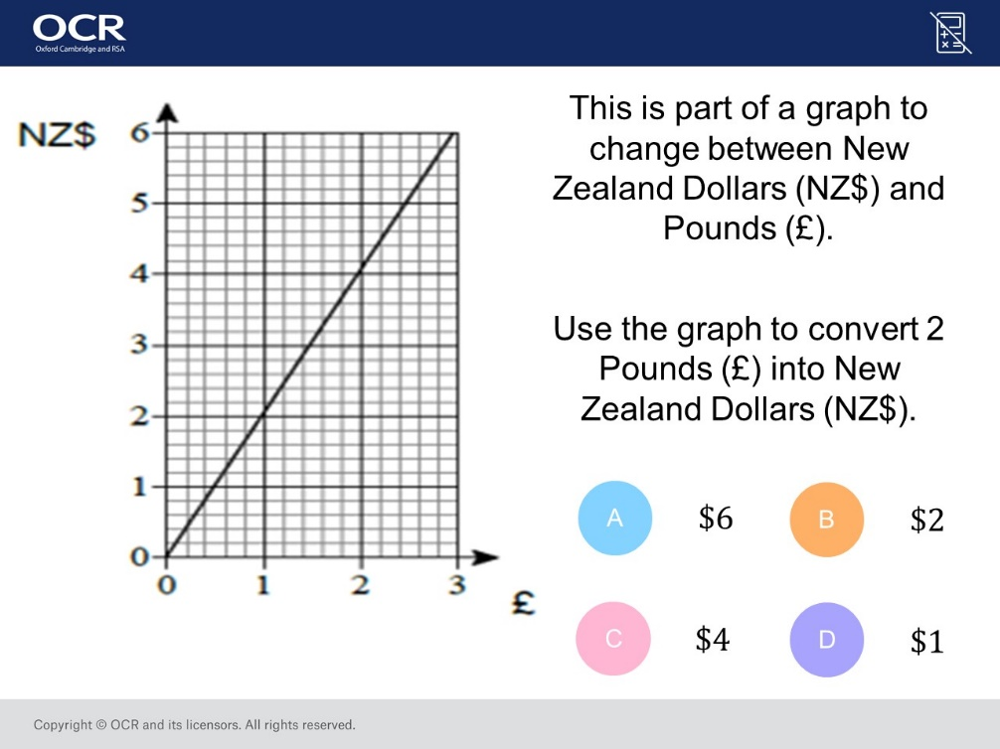 OCR
Oxford Cambridge and RSA
NZ$
6
5
4
3
2
1
0
0 1 2 3
£
This is part of a graph to
change between New
Zealand Dollars (NZ$) and
Pounds (£).
Use the graph to convert 2
Pounds (£) into New
Zealand Dollars (NZ$).
A $6 B $2
C $4 D $1
Copyright © OCR and its licensors. All rights reserved.